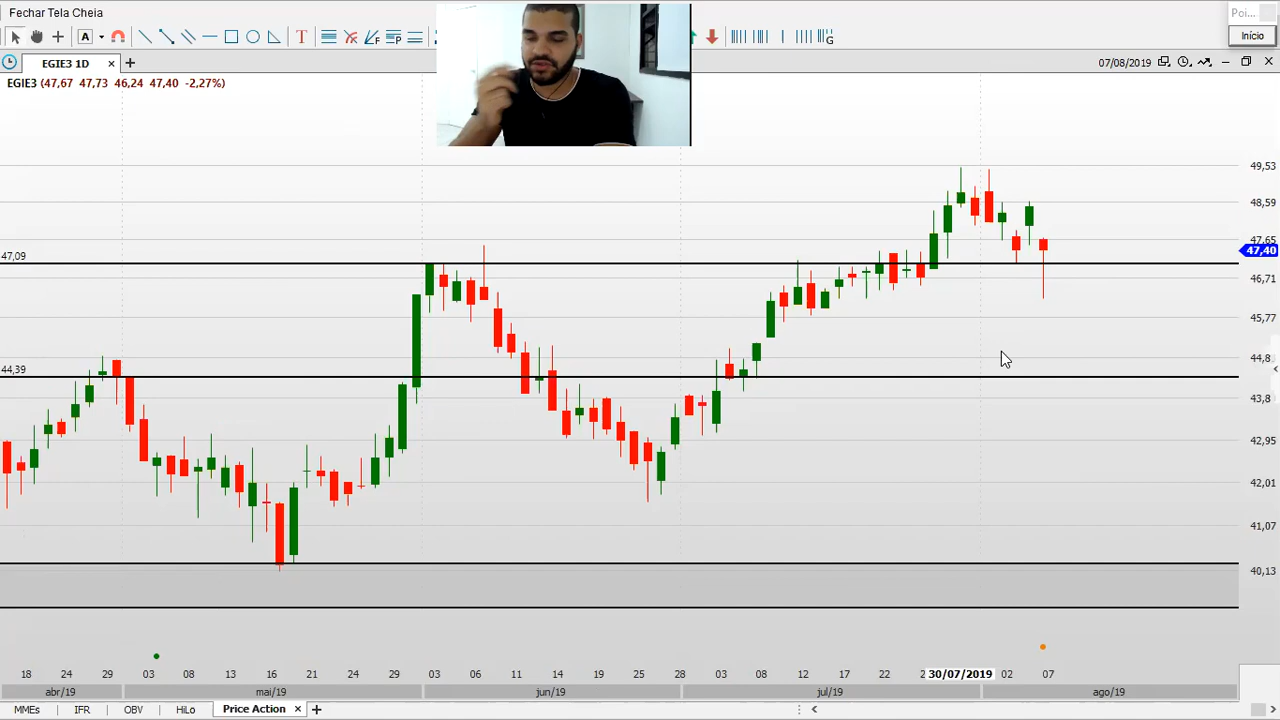 Fechar Tela Cheia
Poi...
A T F P G Início
EGIE3 1D × + 07/08/2019
EGIE3 (47,67 47,73 46,24 47,40 -2,27%)
49,53
48,59
47,65
47,40
47,09
46,71
45,77
44,8
44,39
43,8
42,95
42,01
41,07
40,13
18 24 29 03 08 13 16 21 24 29 03 06 11 14 19 25 28 03 08 12 17 22 2 30/07/2019 02 07
abr/19 mai/19 jun/19 jul/19 ago/19
MMEs IFR OBV HiLo Price Action × +